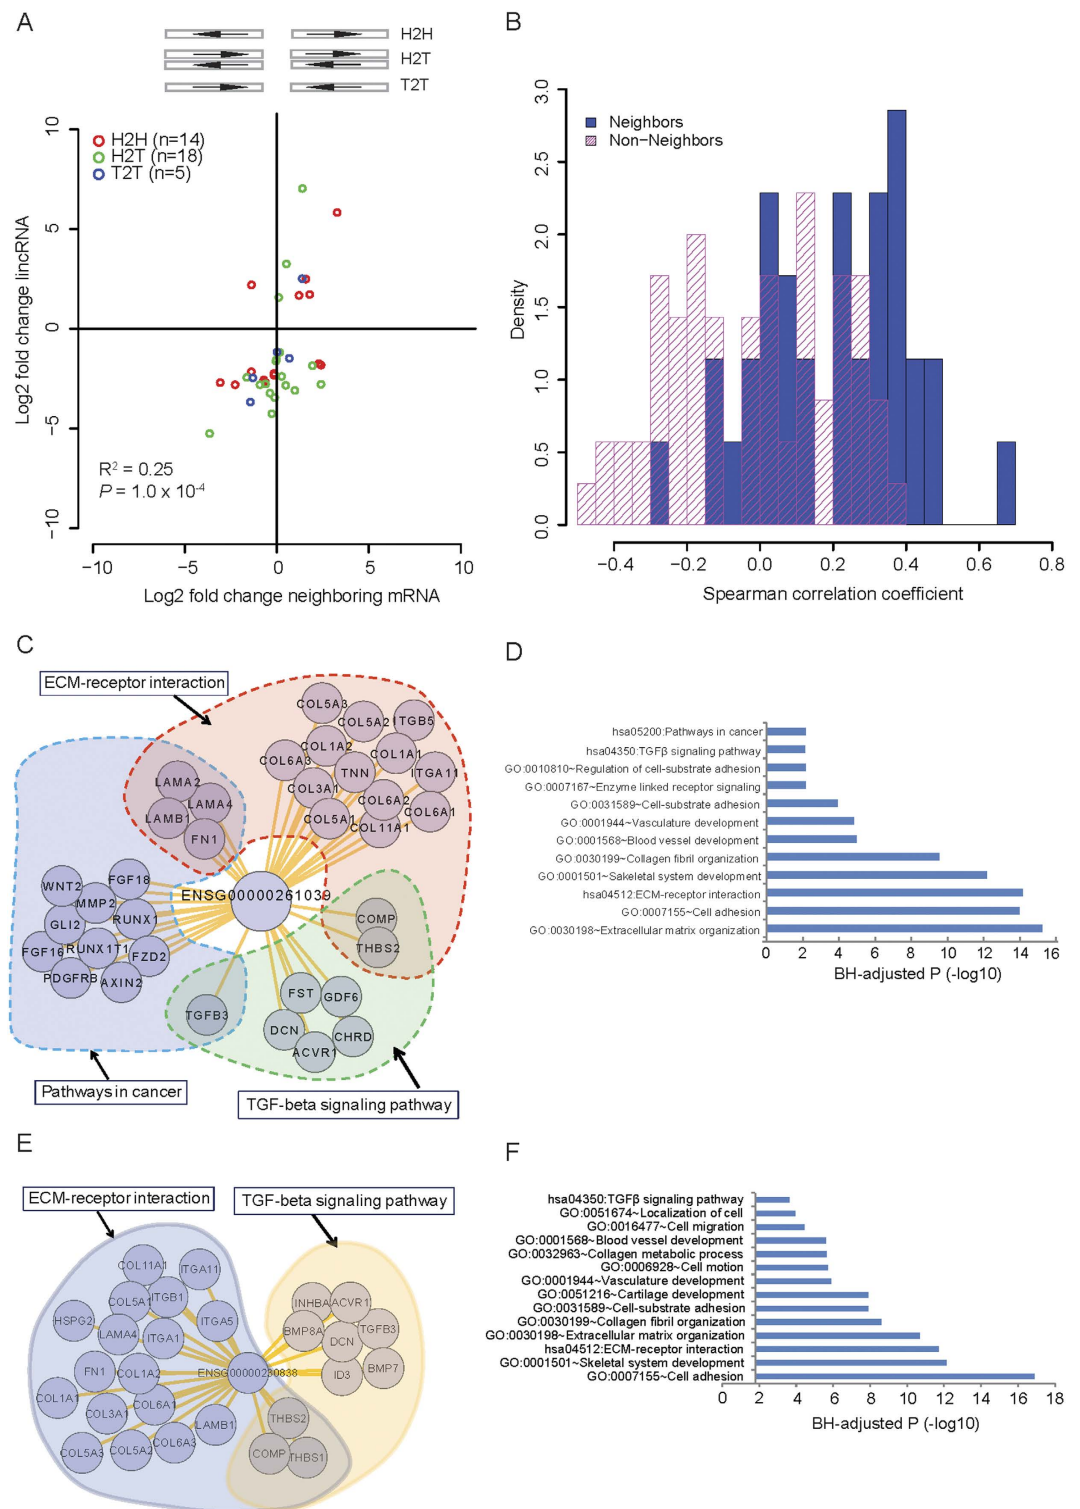 A
H2H
H2T
T2T
H2H (n=14)
H2T (n=18)
T2T (n=5)
10
5
0
−5
−10
Log2 fold change lincRNA
R2 = 0.25
P = 1.0 x 10-4
−10
−5
0
5
10
Log2 fold change neighboring mRNA
B
Neighbors
Non−Neighbors
3.0
2.5
2.0
1.5
1.0
0.5
0.0
Density
−0.4
−0.2
0.0
0.2
0.4
0.6
0.8
Spearman correlation coefficient
C
ECM-receptor interaction
COL5A3
COL5A2
ITGB5
COL1A2
COL1A1
COL6A3
TNN
ITGA11
COL3A1
COL6A2
COL6A1
COL5A1
COL11A1
LAMA2
LAMA4
LAMB1
FN1
ENSG00000261039
WNT2
FGF18
MMP2
GLI2
RUNX1
FGF16
RUNX1T1
FZD2
PDGFRB
AXIN2
COMP
THBS2
TGFB3
FST
GDF6
DCN
CHRD
ACVR1
Pathways in cancer
TGF-beta signaling pathway
D
hsa05200:Pathways in cancer
hsa04350:TGFβ signaling pathway
GO:0010810~Regulation of cell-substrate adhesion
GO:0007167~Enzyme linked receptor signaling
GO:0031589~Cell-substrate adhesion
GO:0001944~Vasculature development
GO:0001568~Blood vessel development
GO:0030199~Collagen fibril organization
GO:0001501~Sakeletal system development
hsa04512:ECM-receptor interaction
GO:0007155~Cell adhesion
GO:0030198~Extracellular matrix organization
0 2 4 6 8 10 12 14 16
BH-adjusted P (-log10)
E
ECM-receptor interaction
TGF-beta signaling pathway
COL11A1
ITGA11
COL5A1
ITGB1
HSPG2
LAMA4
ITGA1
ITGA5
FN1
COL1A2
ENSG00000230838
COL1A1
COL3A1
COL6A1
LAMB1
COL5A3
COL5A2
COL6A3
INHBA
ACVR1
BMP8A
TGFB3
DCN
ID3
BMP7
THBS2
COMP
THBS1
F
hsa04350:TGFβ signaling pathway
GO:0051674~Localization of cell
GO:0016477~Cell migration
GO:0001568~Blood vessel development
GO:0032963~Collagen metabolic process
GO:0006928~Cell motion
GO:0001944~Vasculature development
GO:0051216~Cartilage development
GO:0031589~Cell-substrate adhesion
GO:0030199~Collagen fibril organization
GO:0030198~Extracellular matrix organization
hsa04512:ECM-receptor interaction
GO:0001501~Skeletal system development
GO:0007155~Cell adhesion
0 2 4 6 8 10 12 14 16 18
BH-adjusted P (-log10)